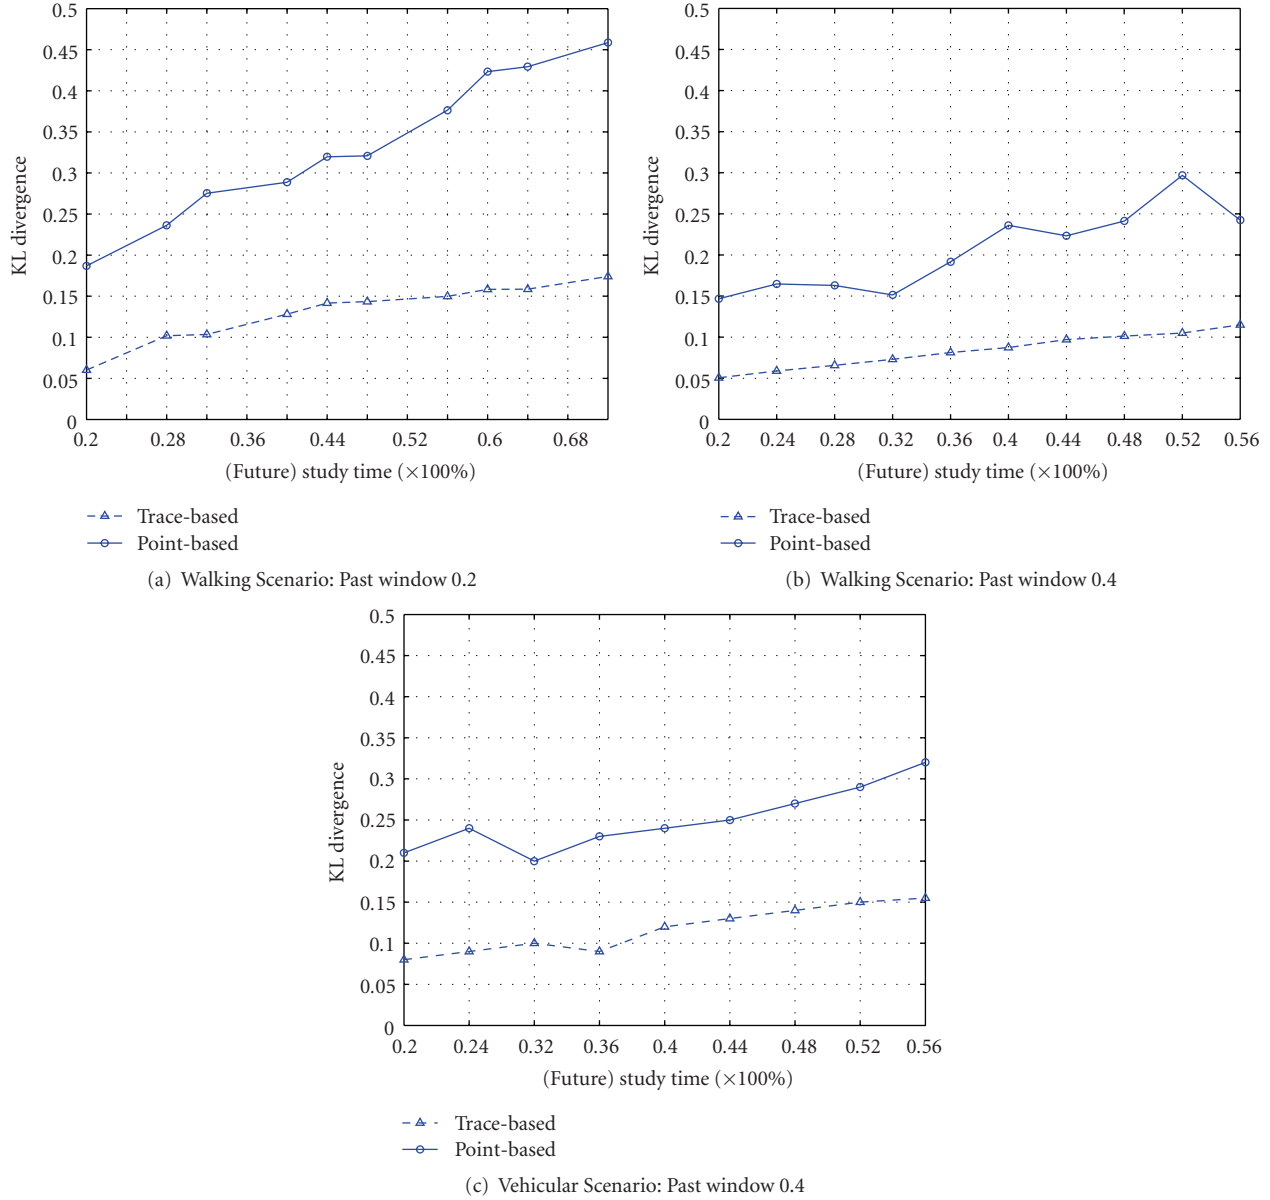 0.5
0.45
0.4
0.35
0.3
0.25
0.2
0.15
0.1
0.05
0
KL divergence
0.2 0.28 0.36 0.44 0.52 0.6 0.68
(Future) study time (×100%)
Trace-based
Point-based
(a) Walking Scenario: Past window 0.2
0.5
0.45
0.4
0.35
0.3
0.25
0.2
0.15
0.1
0.05
0
KL divergence
0.2 0.24 0.28 0.32 0.36 0.4 0.44 0.48 0.52 0.56
(Future) study time (×100%)
Trace-based
Point-based
(b) Walking Scenario: Past window 0.4
0.5
0.45
0.4
0.35
0.3
0.25
0.2
0.15
0.1
0.05
0
KL divergence
0.2 0.24 0.32 0.36 0.4 0.44 0.48 0.52 0.56
(Future) study time (×100%)
Trace-based
Point-based
(c) Vehicular Scenario: Past window 0.4